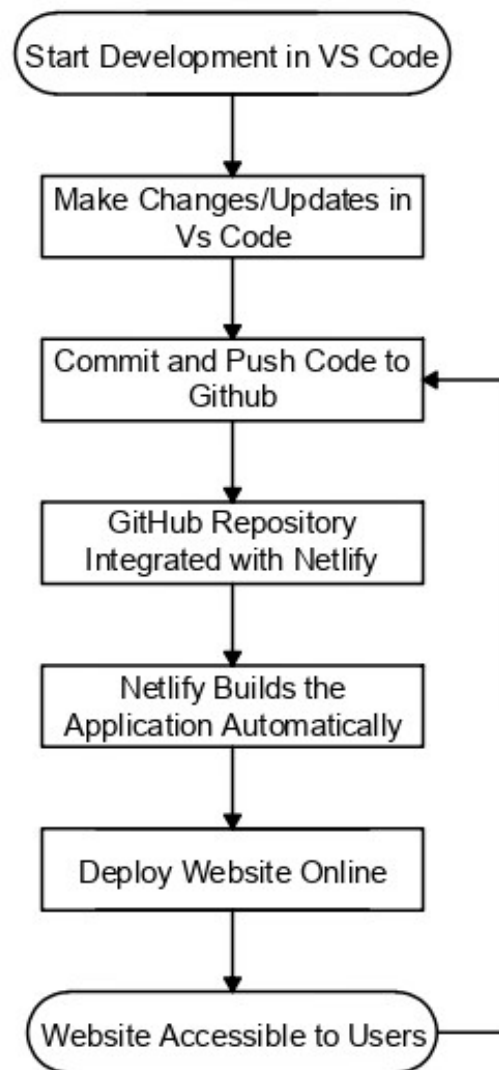 Start Development in VS Code
Make Changes/Updates in
Vs Code
Commit and Push Code to
Github
GitHub Repository
Integrated with Netlify
Netlify Builds the
Application Automatically
Deploy Website Online
Website Accessible to Users